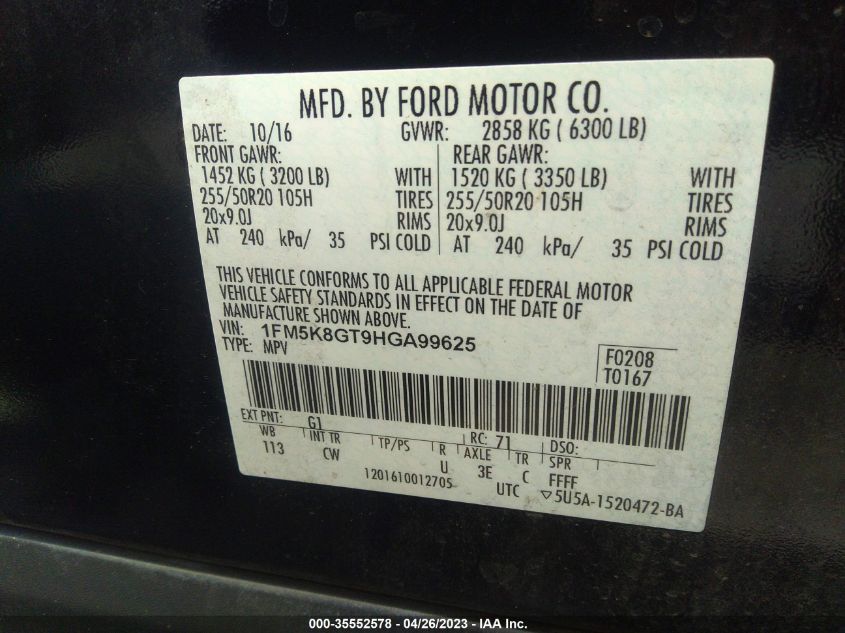 MFD. BY FORD MOTOR CO.
DATE: 10/16 GVWR: 2858 KG ( 6300 LB)
FRONT GAWR: REAR GAWR:
1452 KG ( 3200 LB) WITH 1520 KG ( 3350 LB) WITH
255/50R20 105H TIRES 255/50R20 105H TIRES
20x9.0J RIMS 20x9.0J RIMS
AT 240 kPa/ 35 PSI COLD AT 240 kPa/ 35 PSI COLD
THIS VEHICLE CONFORMS TO ALL APPLICABLE FEDERAL MOTOR
VEHICLE SAFETY STANDARDS IN EFFECT ON THE DATE OF
MANUFACTURE SHOWN ABOVE.
VIN: 1FM5K8GT9HGA99625
TYPE: MPV
F0208
T0167
EXT PNT: G1 RC: 71 DSO:
WB INT TR TP/PS R AXLE TR SPR
113 CW U 3E C FFFF
1201610012705 UTC ▽5U5A-1520472-BA
000-35552578 - 04/26/2023 - IAA Inc.